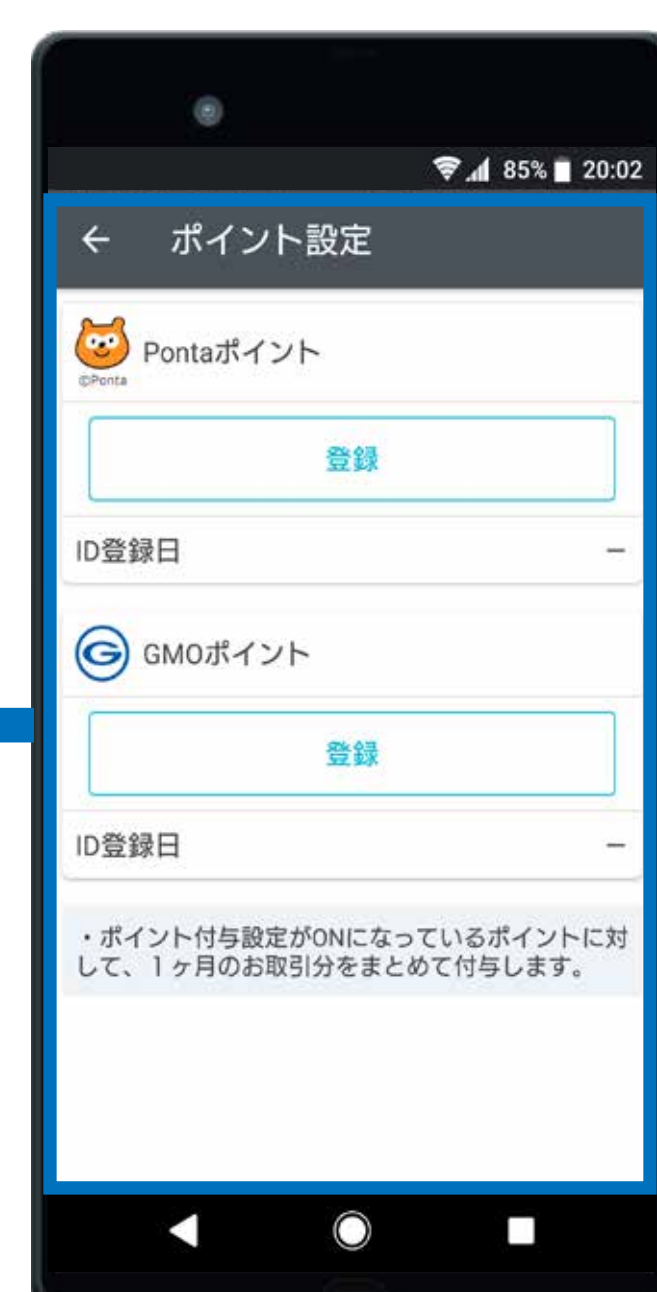 85% 20:02
ポイント設定
©Ponta
Pontaポイント
登録
ID登録日 –
G
GMOポイント
登録
ID登録日 –
・ポイント付与設定がONになっているポイントに対
して、１ヶ月のお取引分をまとめて付与します。